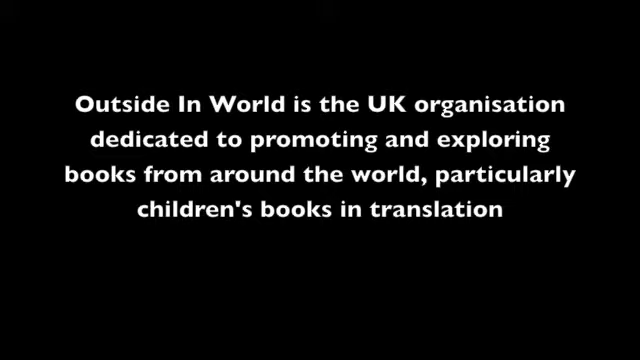 Outside In World is the UK organisation
dedicated to promoting and exploring
books from around the world, particularly
children's books in translation